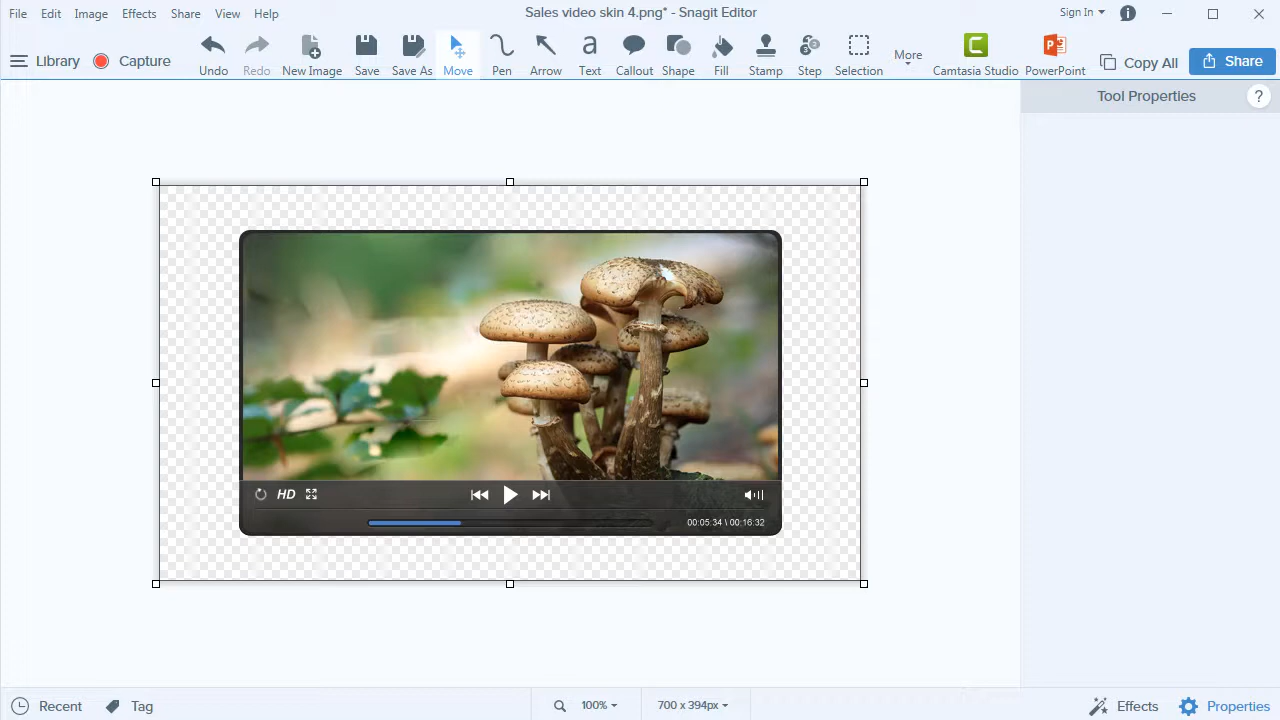 Sales video skin 4.png* - Snagit Editor
File Edit Image Effects Share View Help
Sign In
Library Capture
Undo Redo New Image Save Save As Move Pen Arrow Text Callout Shape Fill Stamp Step Selection More Camtasia Studio PowerPoint Copy All Share
Tool Properties ?
HD
00:05:34 \ 00:16:32
Recent Tag 100% 700 x 394px Effects Properties